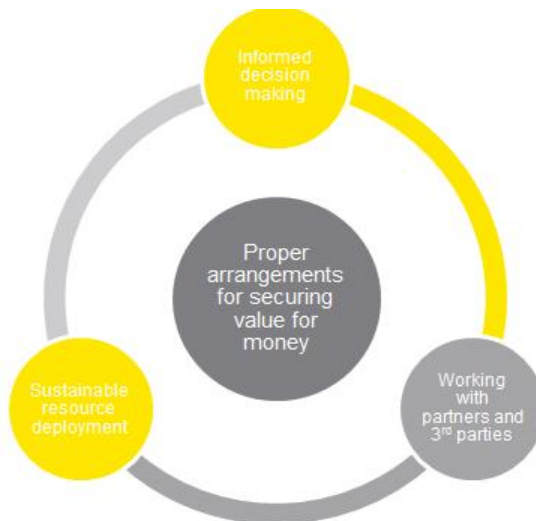 Informed
decision
making
Proper
arrangements
for securing
value for
money
Sustainable
resource
deployment
Working
with
partners and
3rd parties